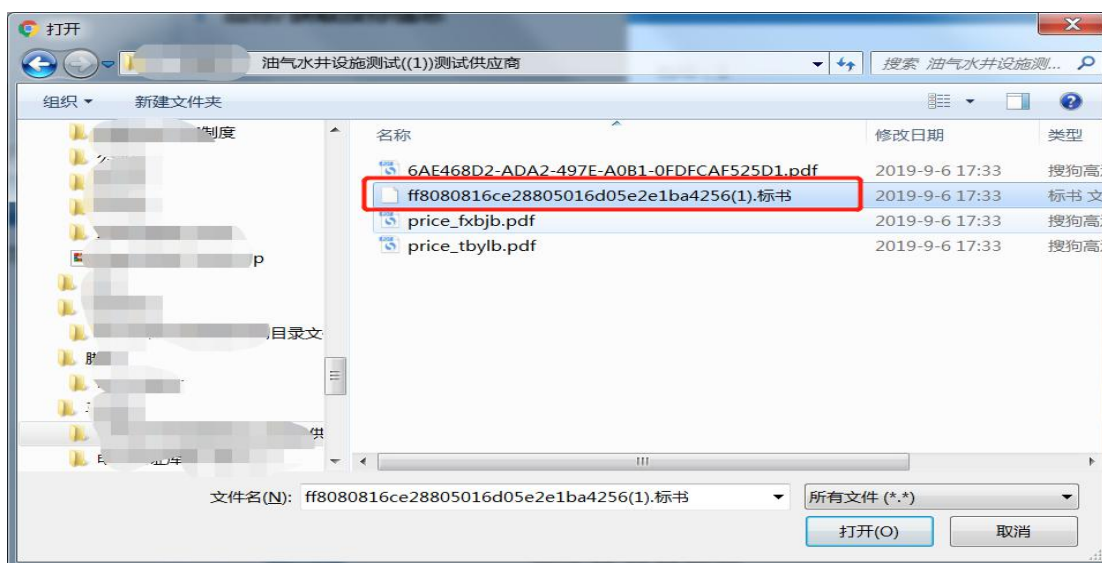 打开
油气水井设施测试((1))测试供应商
搜索 油气水井设施测...
组织
新建文件夹
制度
名称
修改日期
类型
6AE468D2-ADA2-497E-A0B1-0FDFCAF525D1.pdf
2019-9-6 17:33
搜狗高
ff8080816ce28805016d05e2e1ba4256(1).标书
2019-9-6 17:33
标书 文
price_fxbjb.pdf
2019-9-6 17:33
搜狗高
price_tbylb.pdf
2019-9-6 17:33
搜狗高
p
目录文
供
文件名(N):
ff8080816ce28805016d05e2e1ba4256(1).标书
所有文件 (*.*)
打开(O)
取消